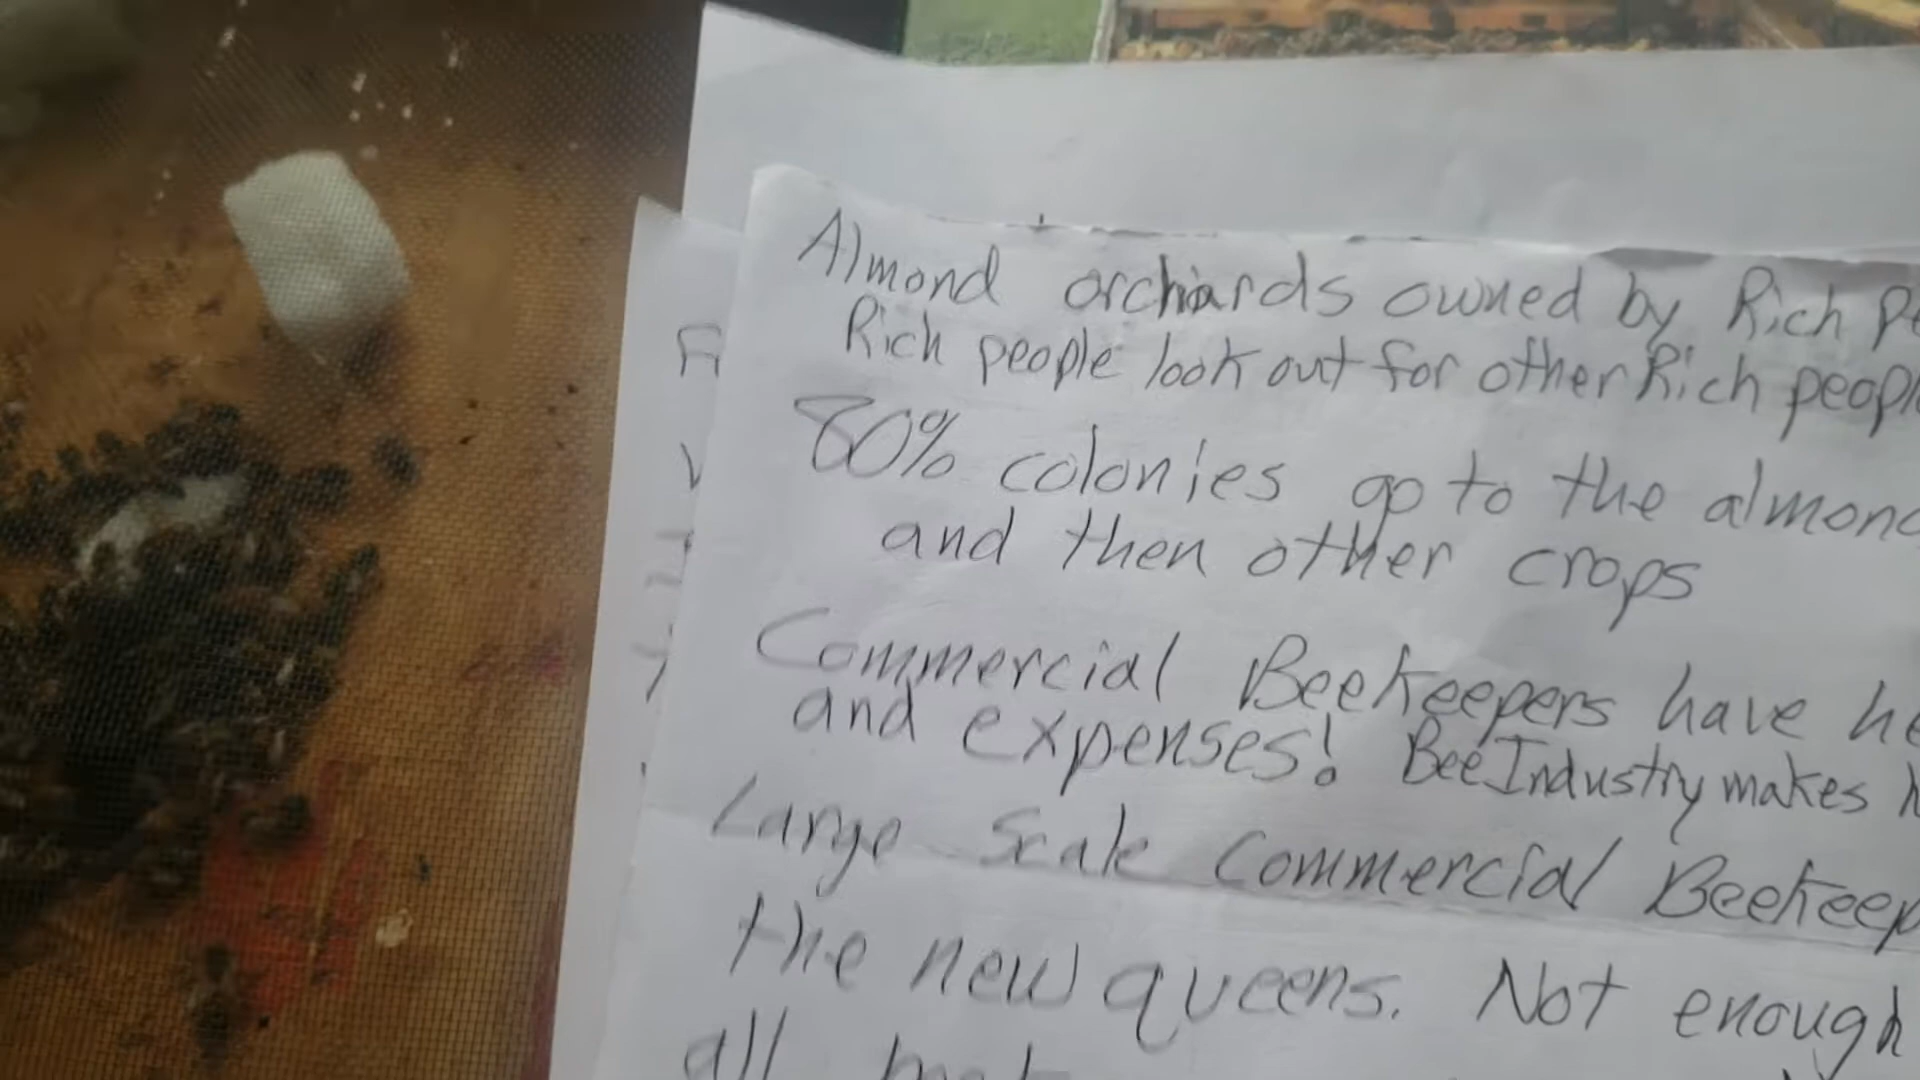 Almond orchards owned by Rich
Rich people look out for other Rich people
80% colonies go to the almond
and then other crops
Commercial Beekeepers have
and expenses! Bee Industry makes
Large Scale Commercial
the new queens. Not enough
all